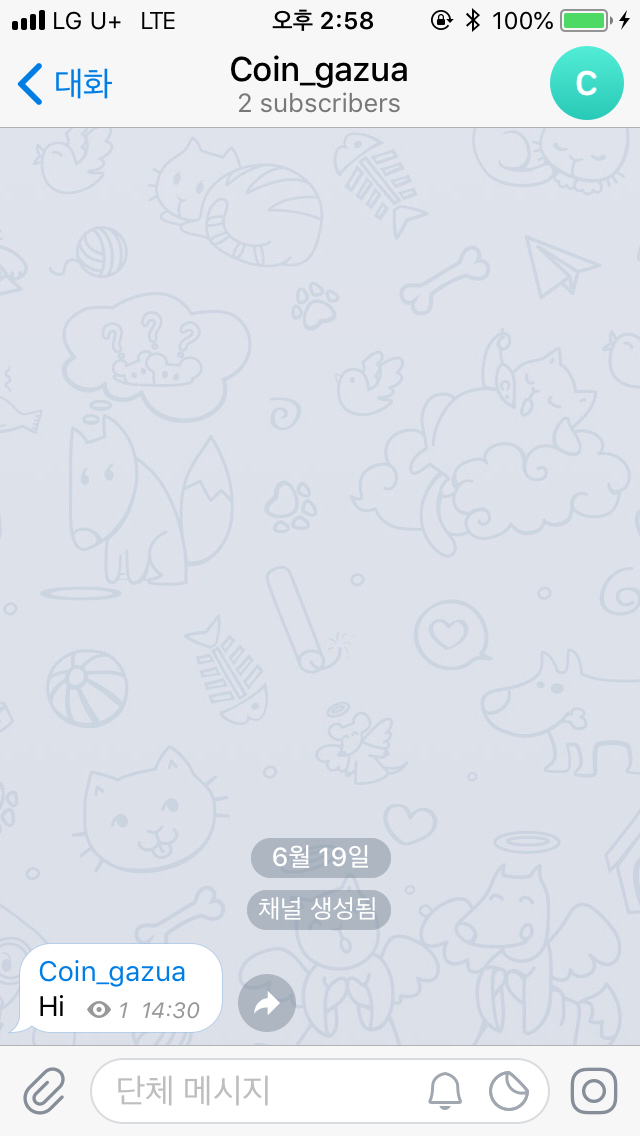 LG U+ LTE 오후 2:58 100%
대화 Coin_gazua C
2 subscribers
? ? ?
6월 19일
채널 생성됨
Coin_gazua
Hi 1 14:30
단체 메시지